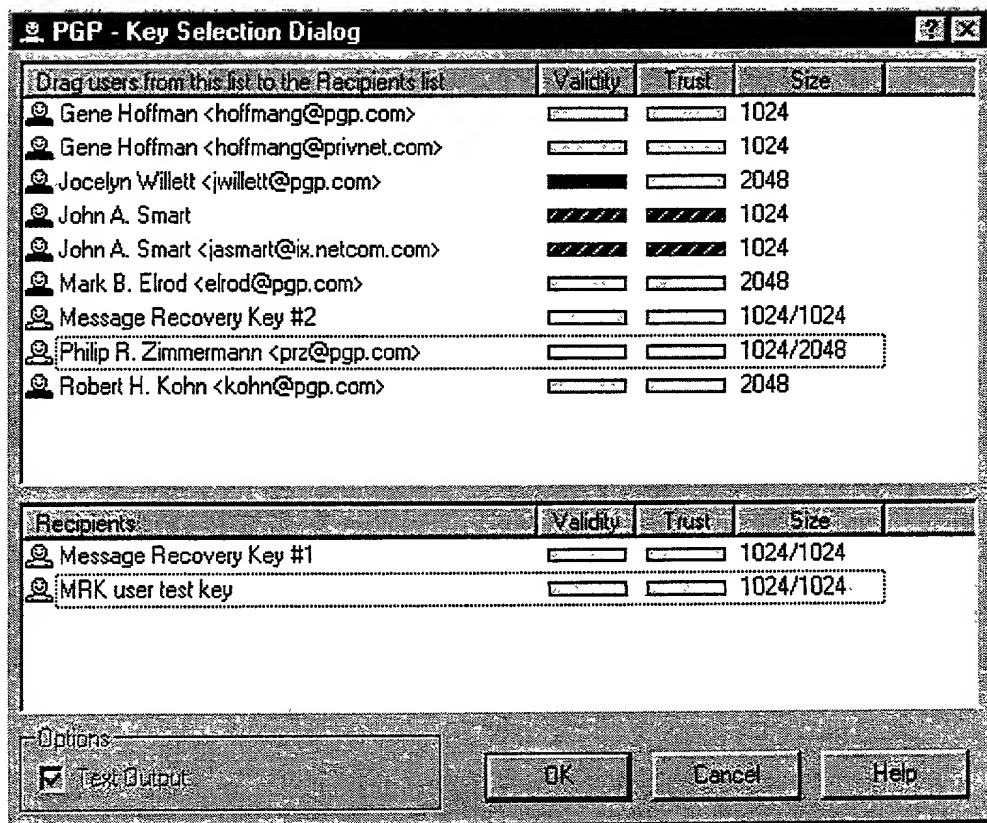 PGP - Key Selection Dialog
Drag users from this list to the Recipients list Validity Trust Size
Gene Hoffman <hoffmang@pgp.com> 1024
Gene Hoffman <hoffmang@privnet.com> 1024
Jocelyn Willett <jwillett@pgp.com> 2048
John A. Smart 1024
John A. Smart <jasmart@ix.netcom.com> 1024
Mark B. Elrod <elrod@pgp.com> 2048
Message Recovery Key #2 1024/1024
Philip R. Zimmermann <prz@pgp.com> 1024/2048
Robert H. Kohn <kohn@pgp.com> 2048
Recipients: Validity Trust Size
Message Recovery Key #1 1024/1024
MRK user test key 1024/1024
Options:
Text Output
OK Cancel Help